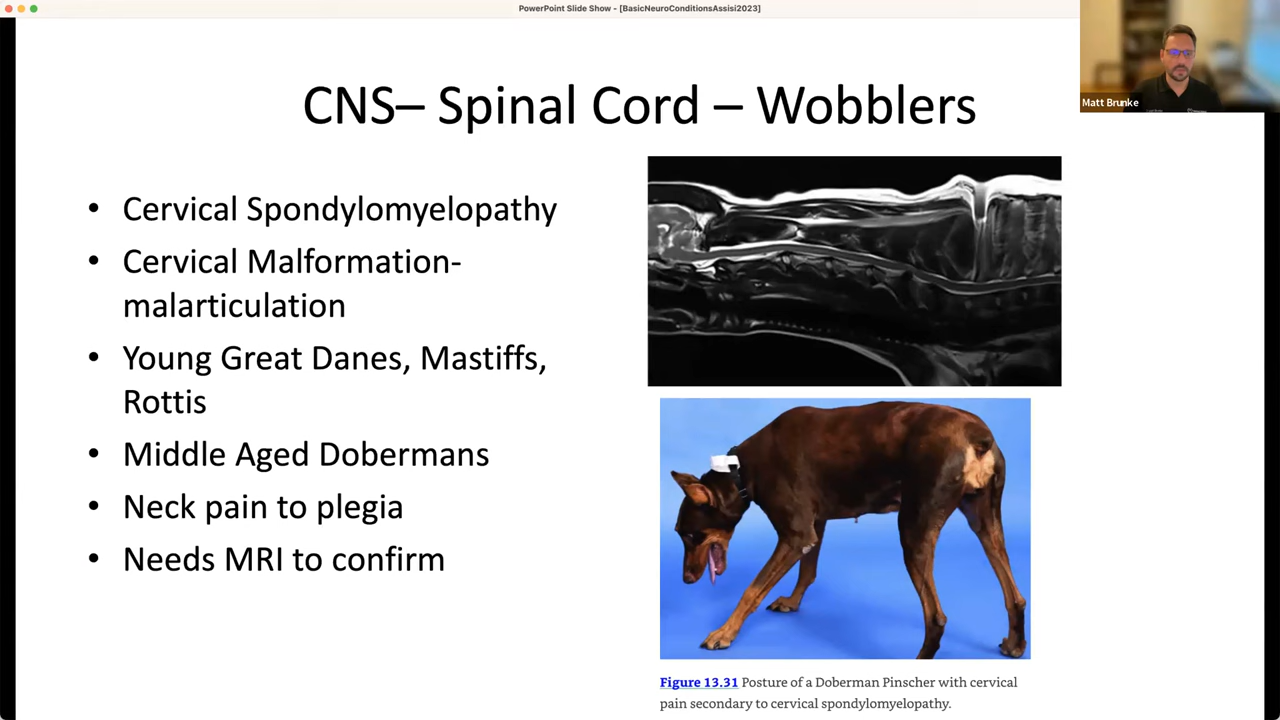 PowerPoint Slide Show - [BasicNeuroConditionsAssisi2023]
Matt Brunke
CNS– Spinal Cord – Wobblers
• Cervical Spondylomyelopathy
• Cervical Malformation-
malarticulation
• Young Great Danes, Mastiffs,
Rottis
• Middle Aged Dobermans
• Neck pain to plegia
• Needs MRI to confirm
Figure 13.31 Posture of a Doberman Pinscher with cervical
pain secondary to cervical spondylomyelopathy.